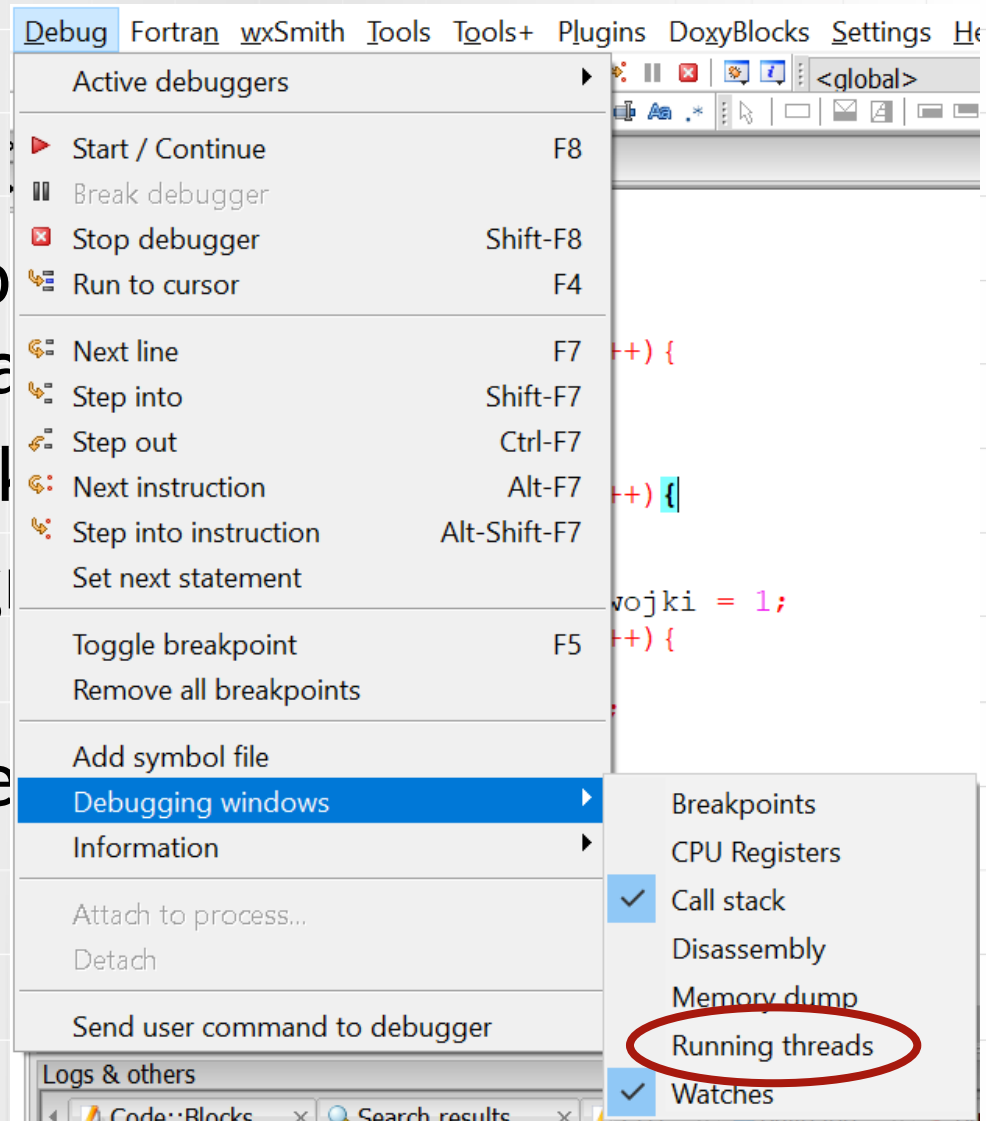 Debug Fortran wxSmith Tools Tools+ Plugins DoxyBlocks Settings
<global>
Active debuggers
Start / Continue F8
Break debugger
Stop debugger Shift-F8
Run to cursor F4
Next line F7
++){
Step into Shift-F7
Step out Ctrl-F7
Next instruction Alt-F7
++){
Step into instruction Alt-Shift-F7
Set next statement
wojki = 1;
Toggle breakpoint F5
++){
Remove all breakpoints
;
Add symbol file
Debugging windows
Information
Attach to process...
Detach
Send user command to debugger
Breakpoints
CPU Registers
Call stack
Disassembly
Memory dump
Running threads
Watches
Logs & others
Code::Blocks
Search results